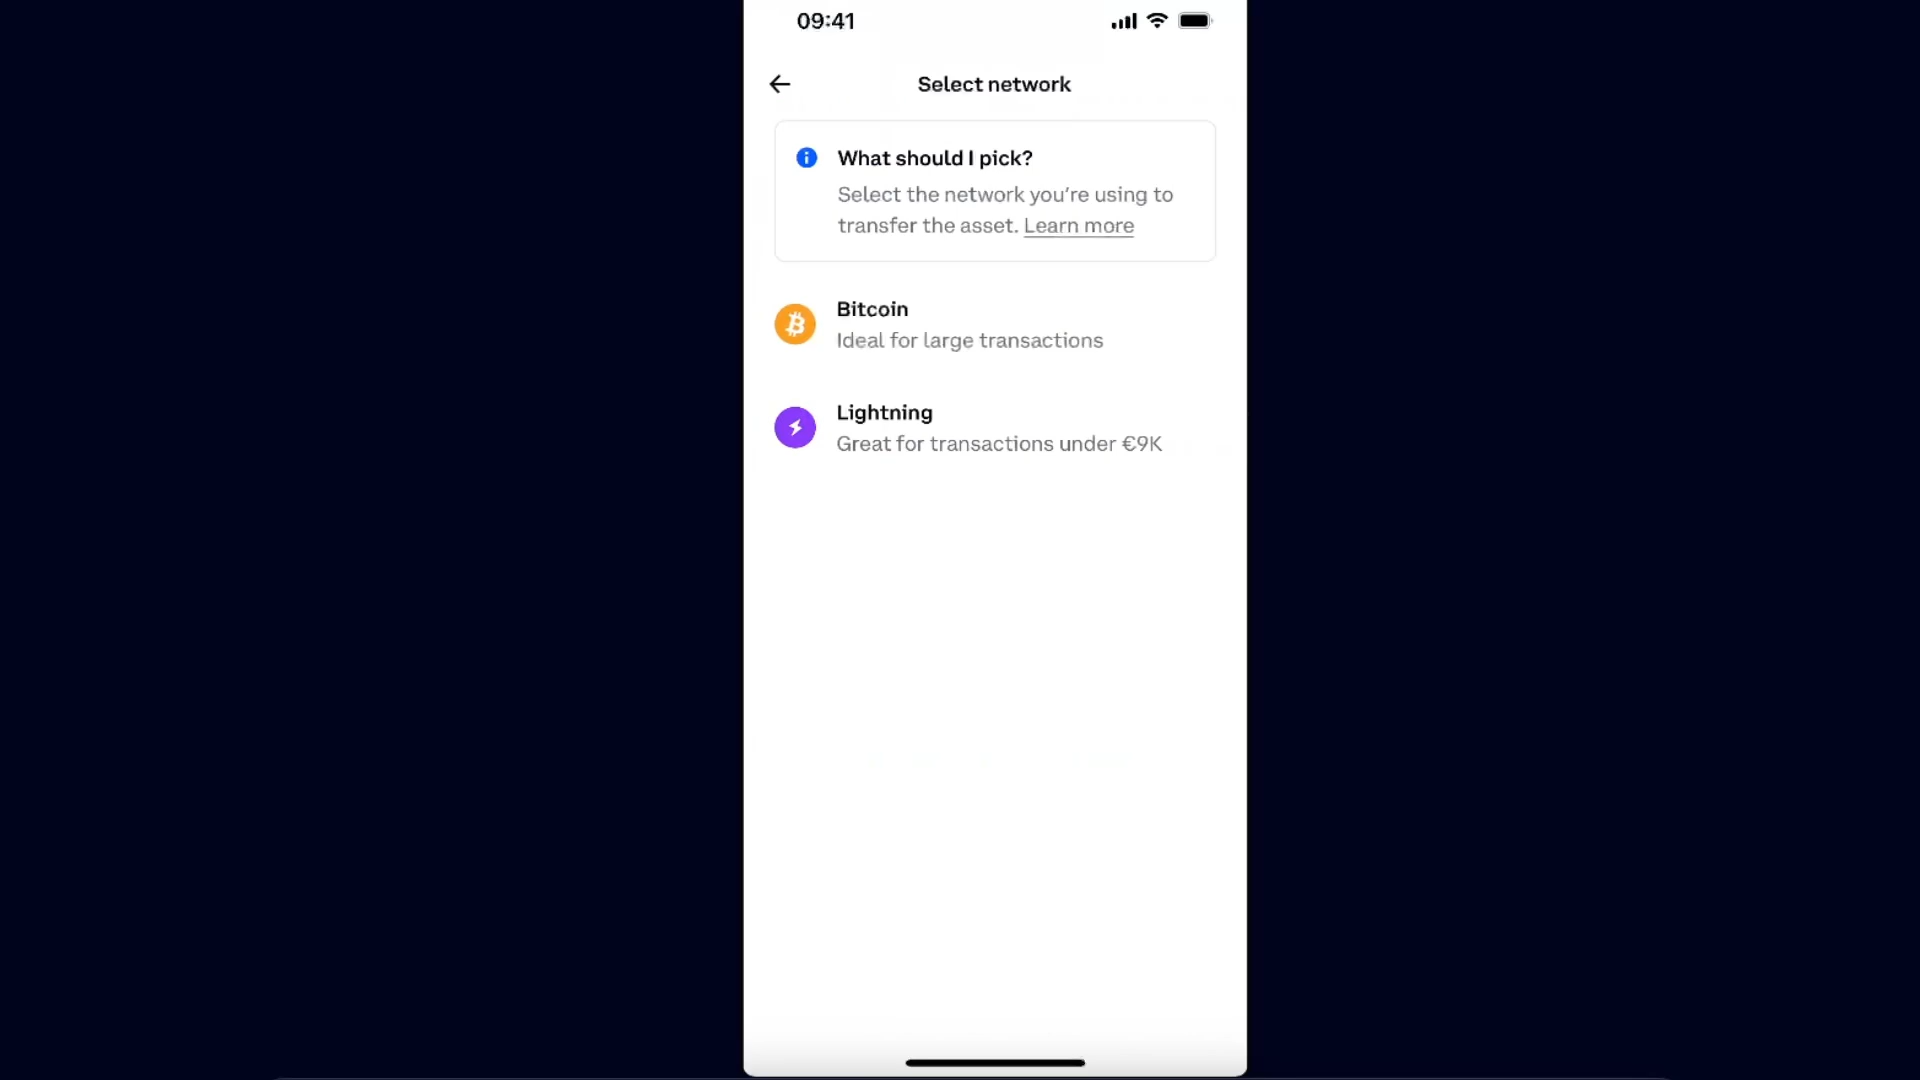 09:41
Select network
What should I pick?
Select the network you're using to
transfer the asset. Learn more
Bitcoin
Ideal for large transactions
Lightning
Great for transactions under €9K